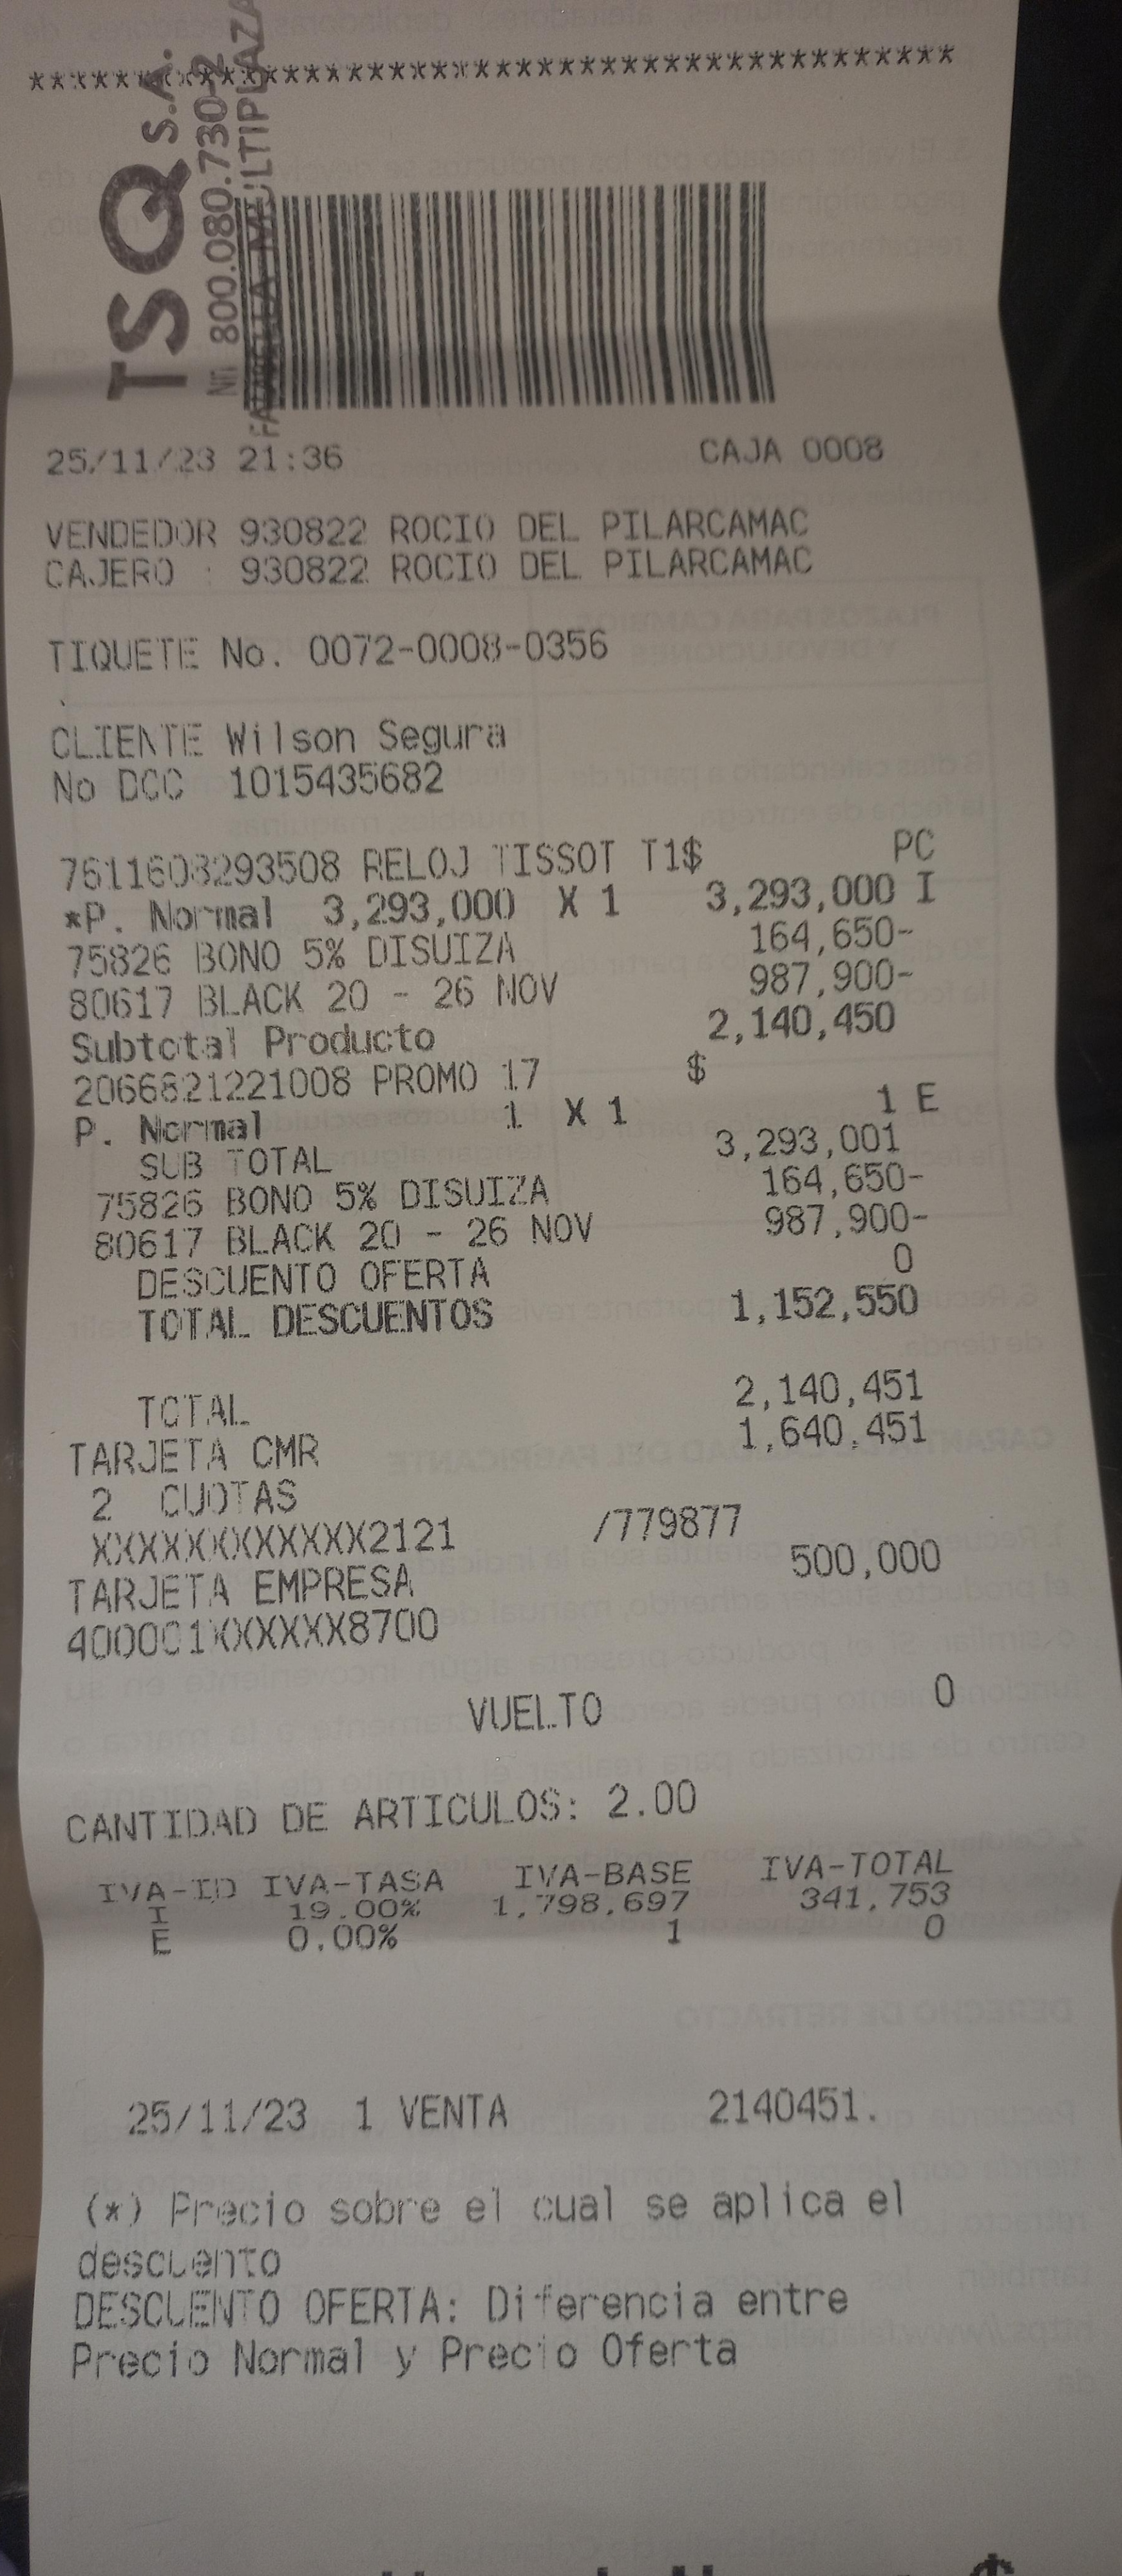 ****************************************
TSQ S.A.
Nit 800.080.730-2
FALABELLA MULTIPLAZA
25/11/23 21:36 CAJA 0008
VENDEDOR 930822 ROCIO DEL PILARCAMAC
CAJERO : 930822 ROCIO DEL PILARCAMAC
TIQUETE No. 0072-0008-0356
CLIENTE Wilson Segura
No DCC 1015435682
7611608293508 RELOJ TISSOT T1$ PC
*P. Normal 3,293,000 X 1 3,293,000 I
75826 BONO 5% DISUIZA 164,650-
80617 BLACK 20 - 26 NOV 987,900-
Subtotal Producto 2,140,450
2066821221008 PROMO 17 $
P. Normal 1 X 1 1 E
SUB TOTAL 3,293,001
75826 BONO 5% DISUIZA 164,650-
80617 BLACK 20 - 26 NOV 987,900-
DESCUENTO OFERTA 0
TOTAL DESCUENTOS 1,152,550
TOTAL 2,140,451
TARJETA CMR 1,640,451
2 CUOTAS
XXXXXXXXXXXX2121 /779877
TARJETA EMPRESA 500,000
400001XXXXXX8700
VUELTO 0
CANTIDAD DE ARTICULOS: 2.00
IVA-ID IVA-TASA IVA-BASE IVA-TOTAL
I 19.00% 1,798,697 341,753
E 0.00% 1 0
25/11/23 1 VENTA 2140451.
(*) Precio sobre el cual se aplica el
descuento
DESCUENTO OFERTA: Diferencia entre
Precio Normal y Precio Oferta